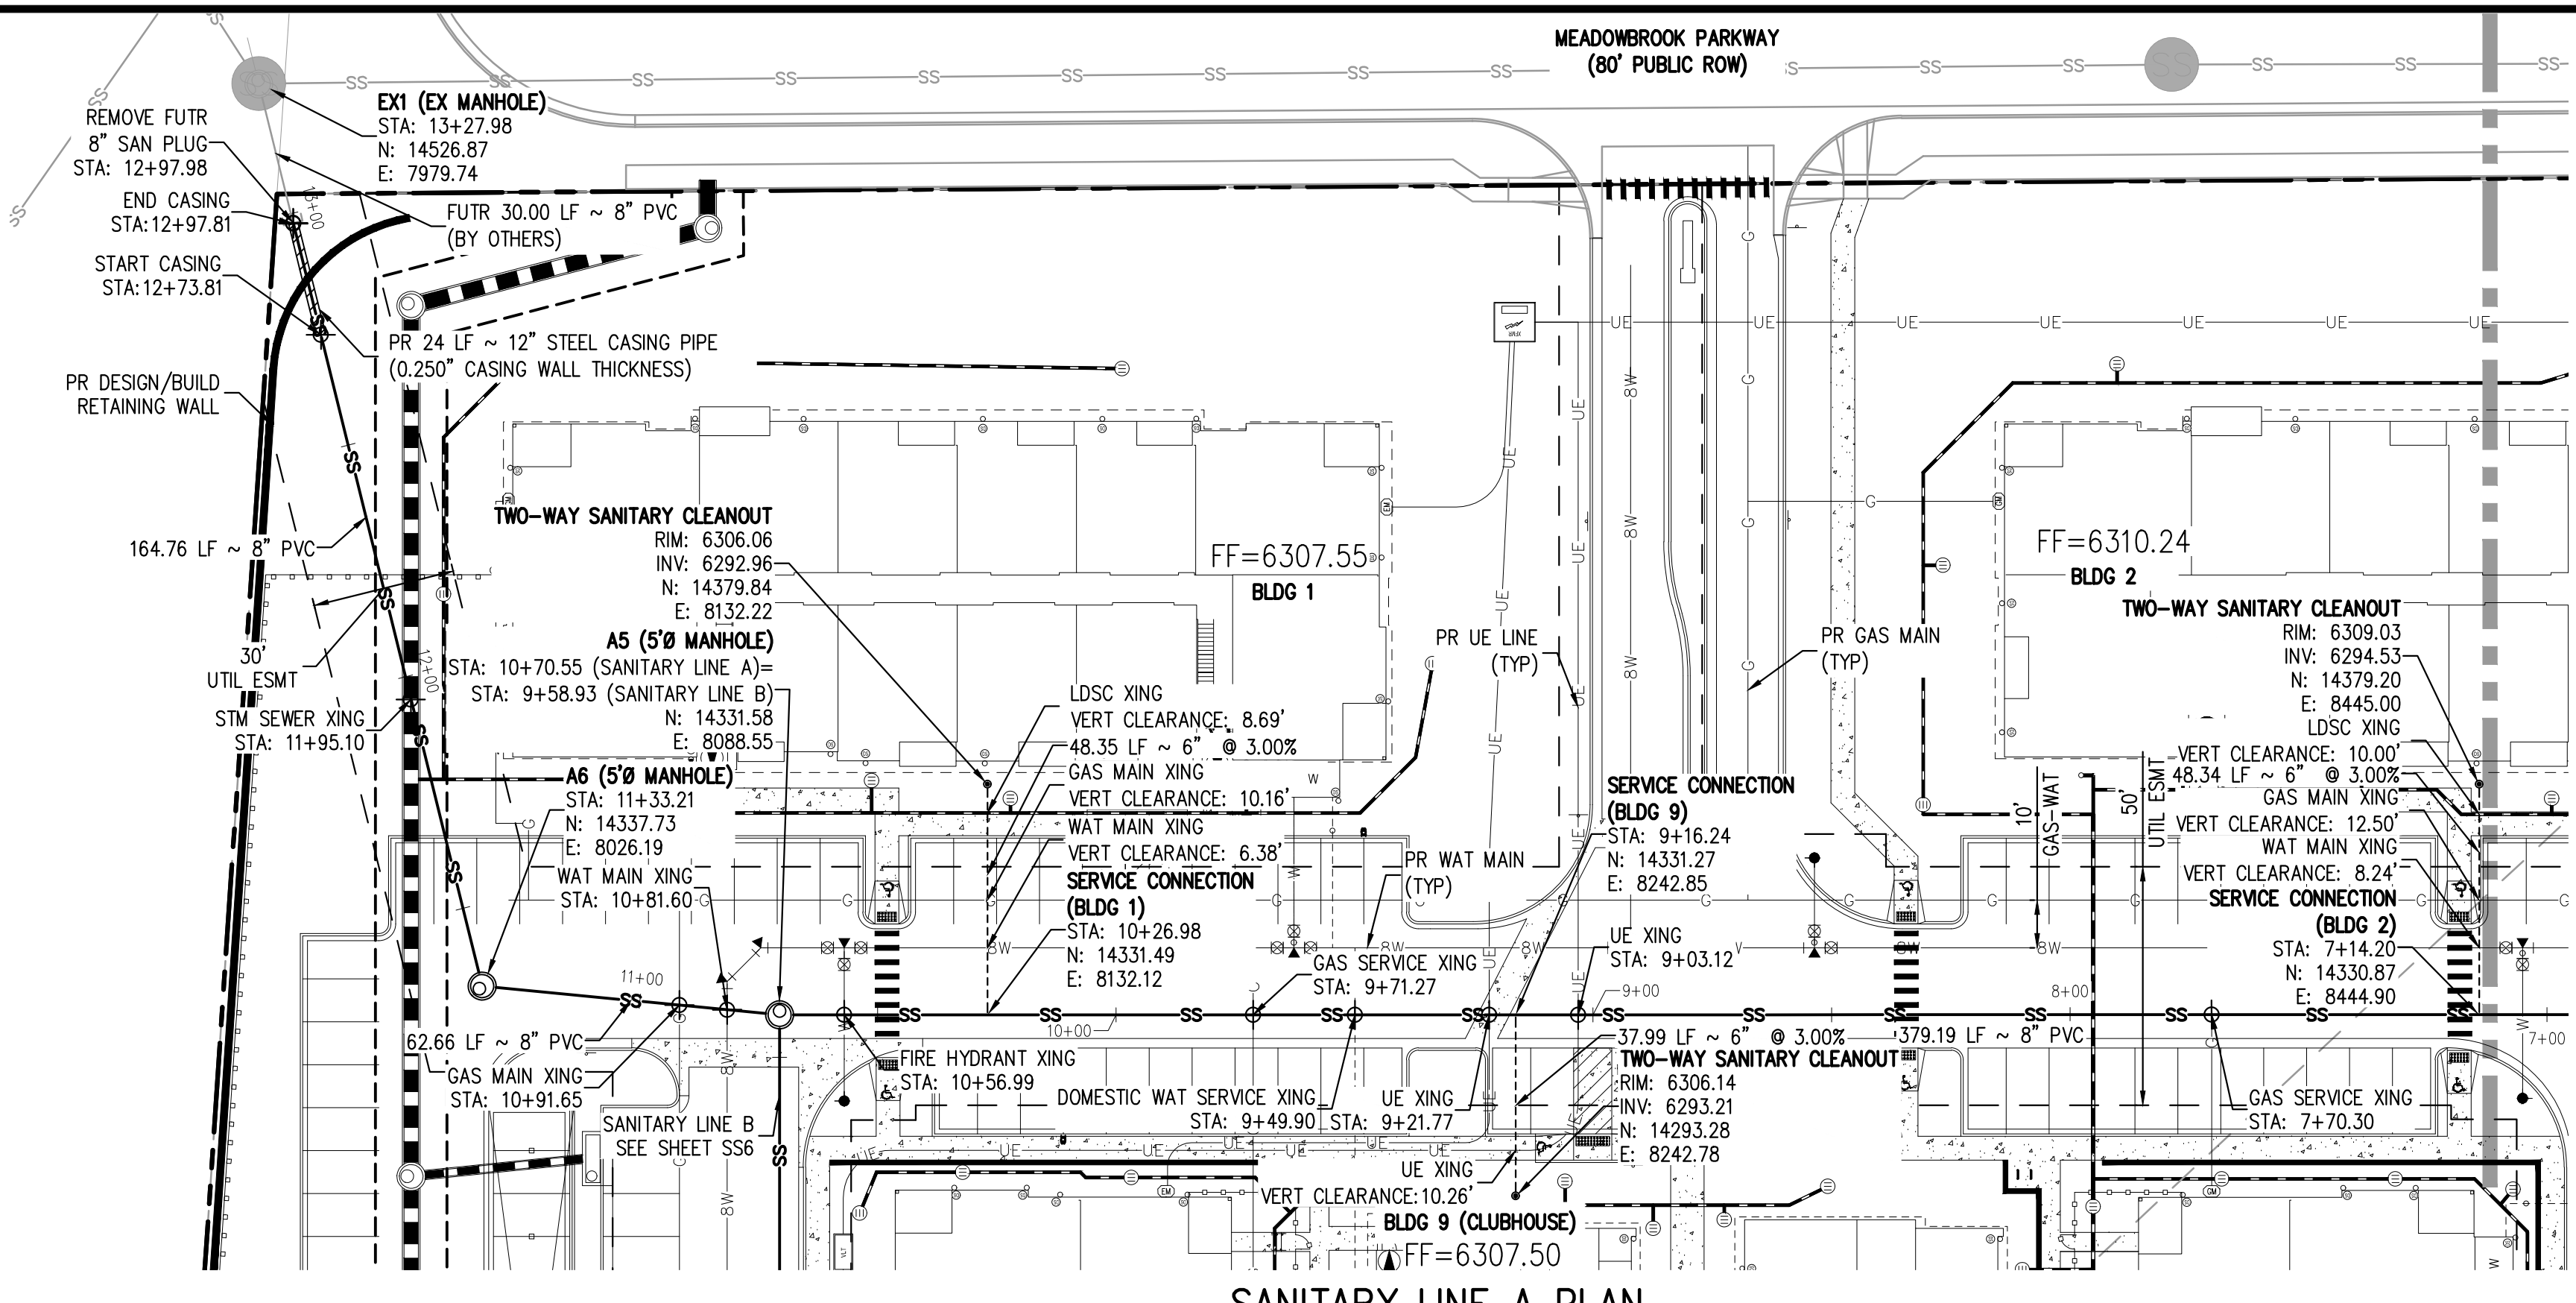 MEADOWBROOK PARKWAY
(80' PUBLIC ROW)
EX1 (EX MANHOLE)
STA: 13+27.98
N: 14526.87
E: 7979.74
REMOVE FUTR
8" SAN PLUG
STA: 12+97.98
END CASING
STA:12+97.81
START CASING
STA:12+73.81
13+00
FUTR 30.00 LF ~ 8" PVC
(BY OTHERS)
PR 24 LF ~ 12" STEEL CASING PIPE
(0.250" CASING WALL THICKNESS)
PR DESIGN/BUILD
RETAINING WALL
164.76 LF ~ 8" PVC
30'
UTIL ESMT
STM SEWER XING
STA: 11+95.10
12+00
TWO-WAY SANITARY CLEANOUT
RIM: 6306.06
INV: 6292.96
N: 14379.84
E: 8132.22
A5 (5'Ø MANHOLE)
STA: 10+70.55 (SANITARY LINE A)=
STA: 9+58.93 (SANITARY LINE B)
N: 14331.58
E: 8088.55
A6 (5'Ø MANHOLE)
STA: 11+33.21
N: 14337.73
E: 8026.19
WAT MAIN XING
STA: 10+81.60
FF=6307.55
BLDG 1
LDSC XING
VERT CLEARANCE: 8.69'
48.35 LF ~ 6" @ 3.00%
GAS MAIN XING
VERT CLEARANCE: 10.16'
WAT MAIN XING
VERT CLEARANCE: 6.38'
SERVICE CONNECTION
(BLDG 1)
STA: 10+26.98
N: 14331.49
E: 8132.12
PR UE LINE
(TYP)
PR GAS MAIN
(TYP)
PR WAT MAIN
(TYP)
SERVICE CONNECTION
(BLDG 9)
STA: 9+16.24
N: 14331.27
E: 8242.85
UE XING
STA: 9+03.12
GAS SERVICE XING
STA: 9+71.27
FF=6310.24
BLDG 2
TWO-WAY SANITARY CLEANOUT
RIM: 6309.03
INV: 6294.53
N: 14379.20
E: 8445.00
LDSC XING
VERT CLEARANCE: 10.00'
48.34 LF ~ 6" @ 3.00%
GAS MAIN XING
VERT CLEARANCE: 12.50'
WAT MAIN XING
VERT CLEARANCE: 8.24'
SERVICE CONNECTION
(BLDG 2)
STA: 7+14.20
N: 14330.87
E: 8444.90
10'
GAS-WAT
50'
UTIL ESMT
11+00
10+00
9+00
8+00
7+00
62.66 LF ~ 8" PVC
GAS MAIN XING
STA: 10+91.65
SANITARY LINE B
SEE SHEET SS6
FIRE HYDRANT XING
STA: 10+56.99
DOMESTIC WAT SERVICE XING
STA: 9+49.90
UE XING
STA: 9+21.77
UE XING
VERT CLEARANCE:10.26'
37.99 LF ~ 6" @ 3.00%
TWO-WAY SANITARY CLEANOUT
RIM: 6306.14
INV: 6293.21
N: 14293.28
E: 8242.78
379.19 LF ~ 8" PVC
GAS SERVICE XING
STA: 7+70.30
BLDG 9 (CLUBHOUSE)
FF=6307.50
SANITARY LINE A PLAN